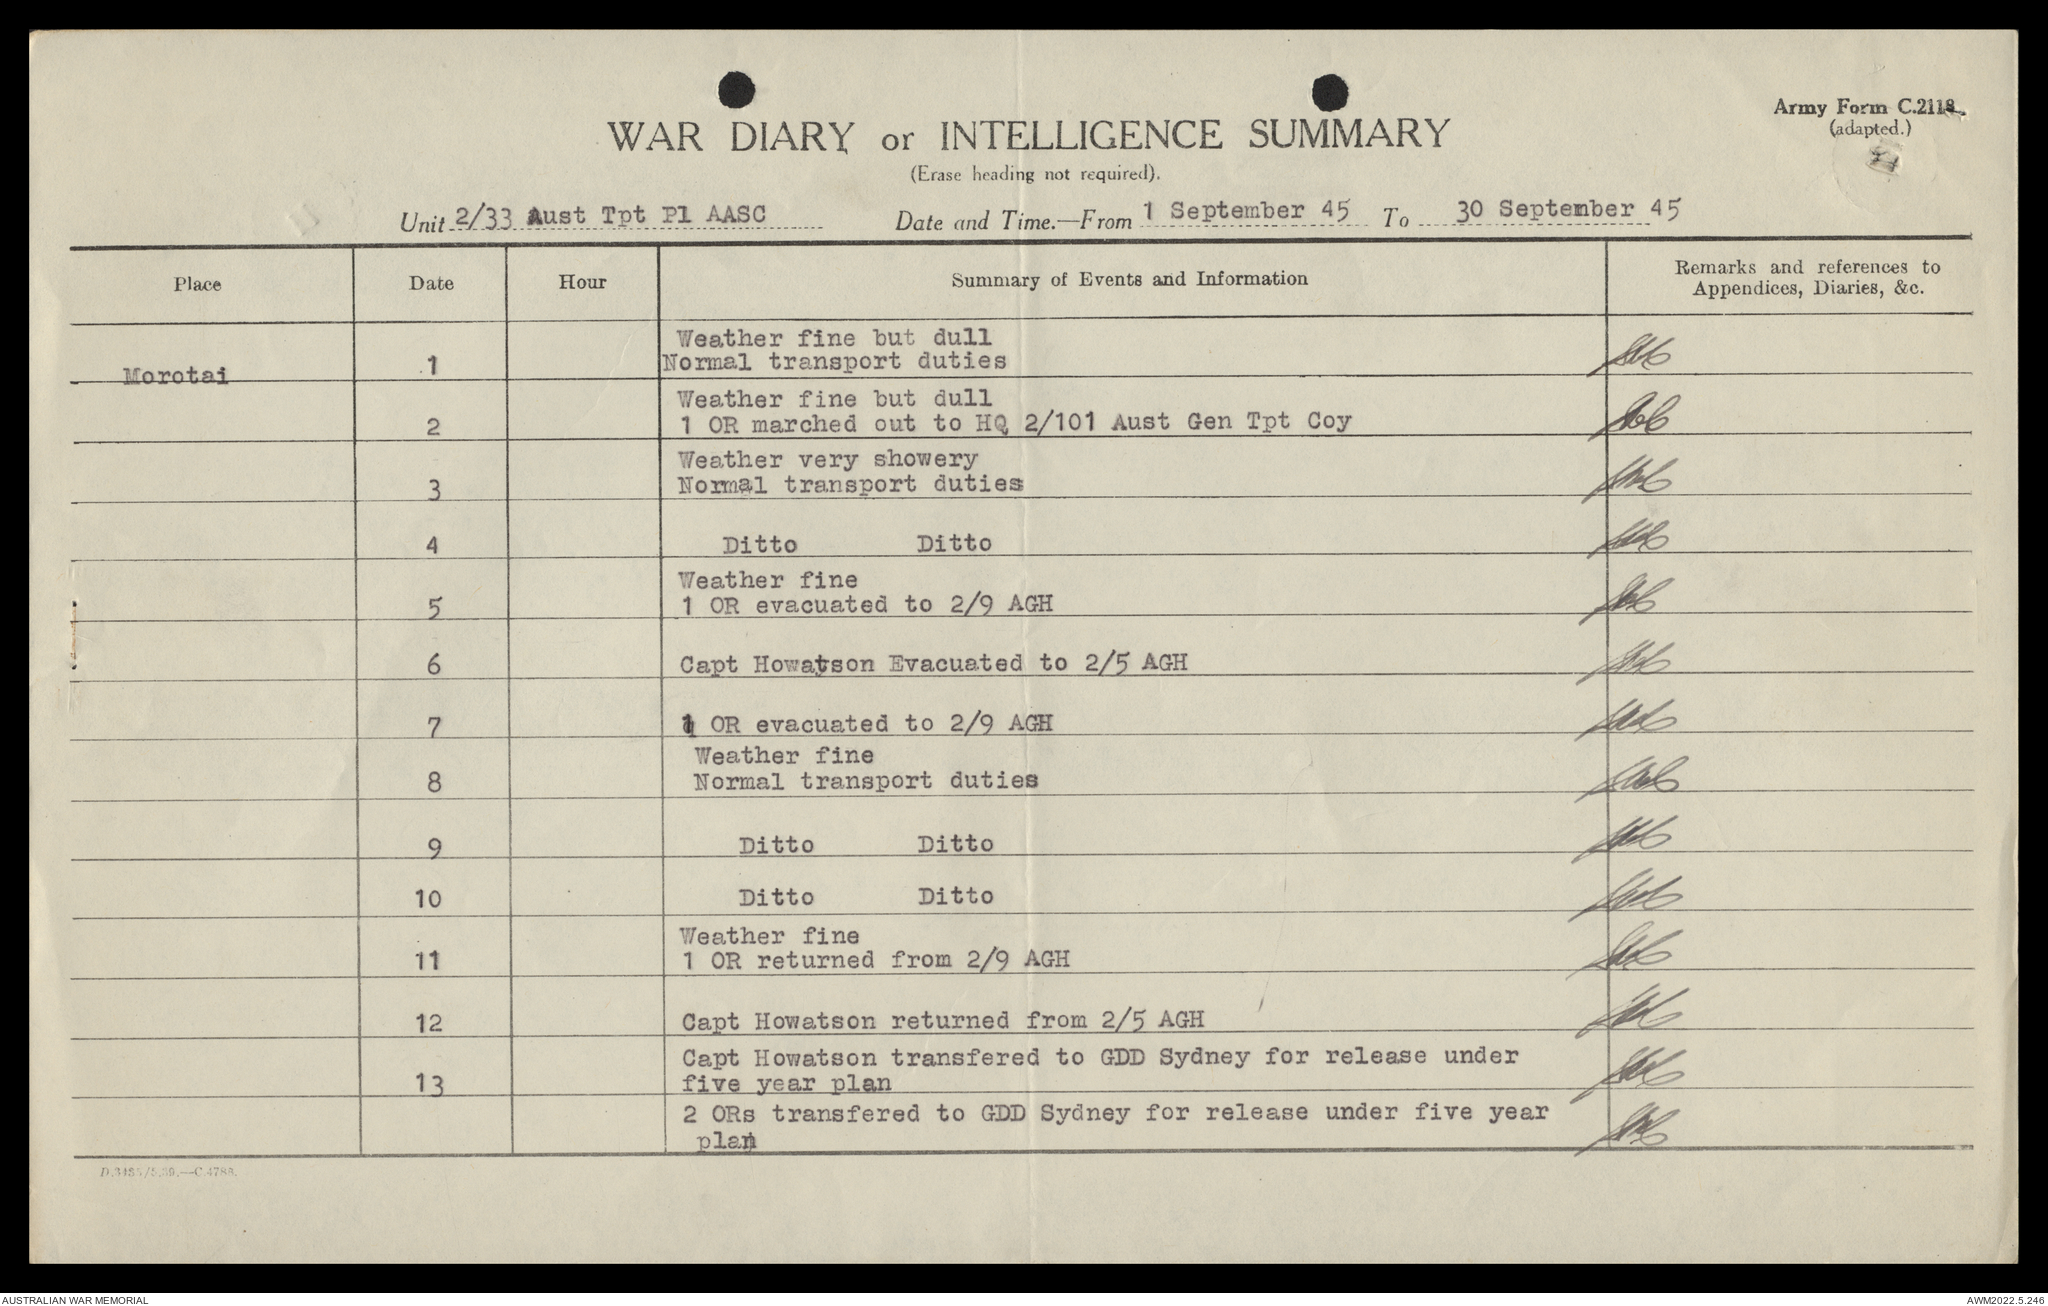 Army Form C.2118.
(adapted.)
WAR DIARY or INTELLIGENCE SUMMARY
(Erase heading not required).
Unit 2/33 Aust Tpt Pl AASC Date and Time.—From 1 September 45 To 30 September 45
Place Date Hour Summary of Events and Information Remarks and references to
Appendices, Diaries, &c.
Weather fine but dull
Morotai 1 Normal transport duties
Weather fine but dull
2 1 OR marched out to HQ 2/101 Aust Gen Tpt Coy
Weather very showery
3 Normal transport duties
4 Ditto Ditto
Weather fine
5 1 OR evacuated to 2/9 AGH
6 Capt Howatson Evacuated to 2/5 AGH
7 1 OR evacuated to 2/9 AGH
Weather fine
8 Normal transport duties
9 Ditto Ditto
10 Ditto Ditto
Weather fine
11 1 OR returned from 2/9 AGH
12 Capt Howatson returned from 2/5 AGH
Capt Howatson transfered to GDD Sydney for release under
13 five year plan
2 ORs transfered to GDD Sydney for release under five year
plan
AUSTRALIAN WAR MEMORIAL AWM2022.5.246